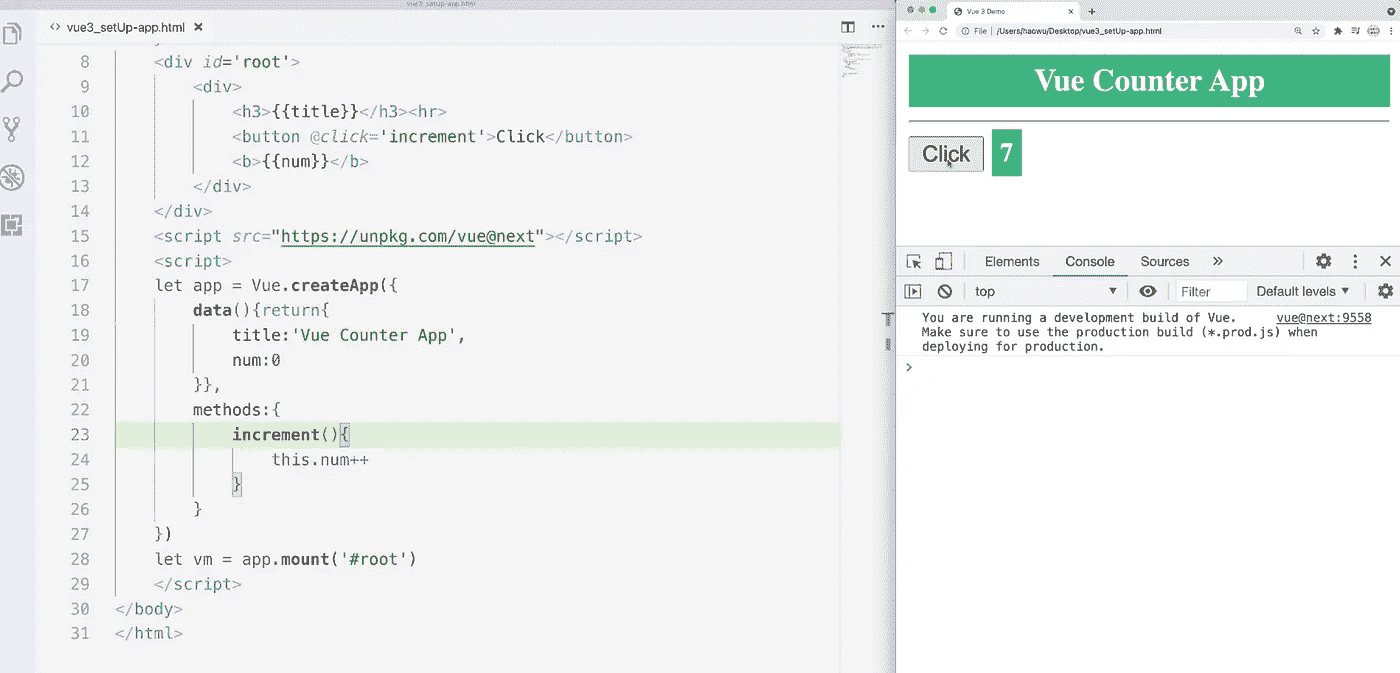 vue3_setUp-app.html
<> vue3_setUp-app.html ×
8 <div id='root'>
9 <div>
10 <h3>{{title}}</h3><hr>
11 <button @click='increment'>Click</button>
12 <b>{{num}}</b>
13 </div>
14 </div>
15 <script src="https://unpkg.com/vue@next"></script>
16 <script>
17 let app = Vue.createApp({
18 data(){return{
19 title:'Vue Counter App',
20 num:0
21 }},
22 methods:{
23 increment(){
24 this.num++
25 }
26 }
27 })
28 let vm = app.mount('#root')
29 </script>
30 </body>
31 </html>
Vue 3 Demo
File | /Users/haowu/Desktop/vue3_setUp-app.html
Vue Counter App
Click 7
Elements Console Sources »
top Filter Default levels
You are running a development build of Vue. vue@next:9558
Make sure to use the production build (*.prod.js) when
deploying for production.
>